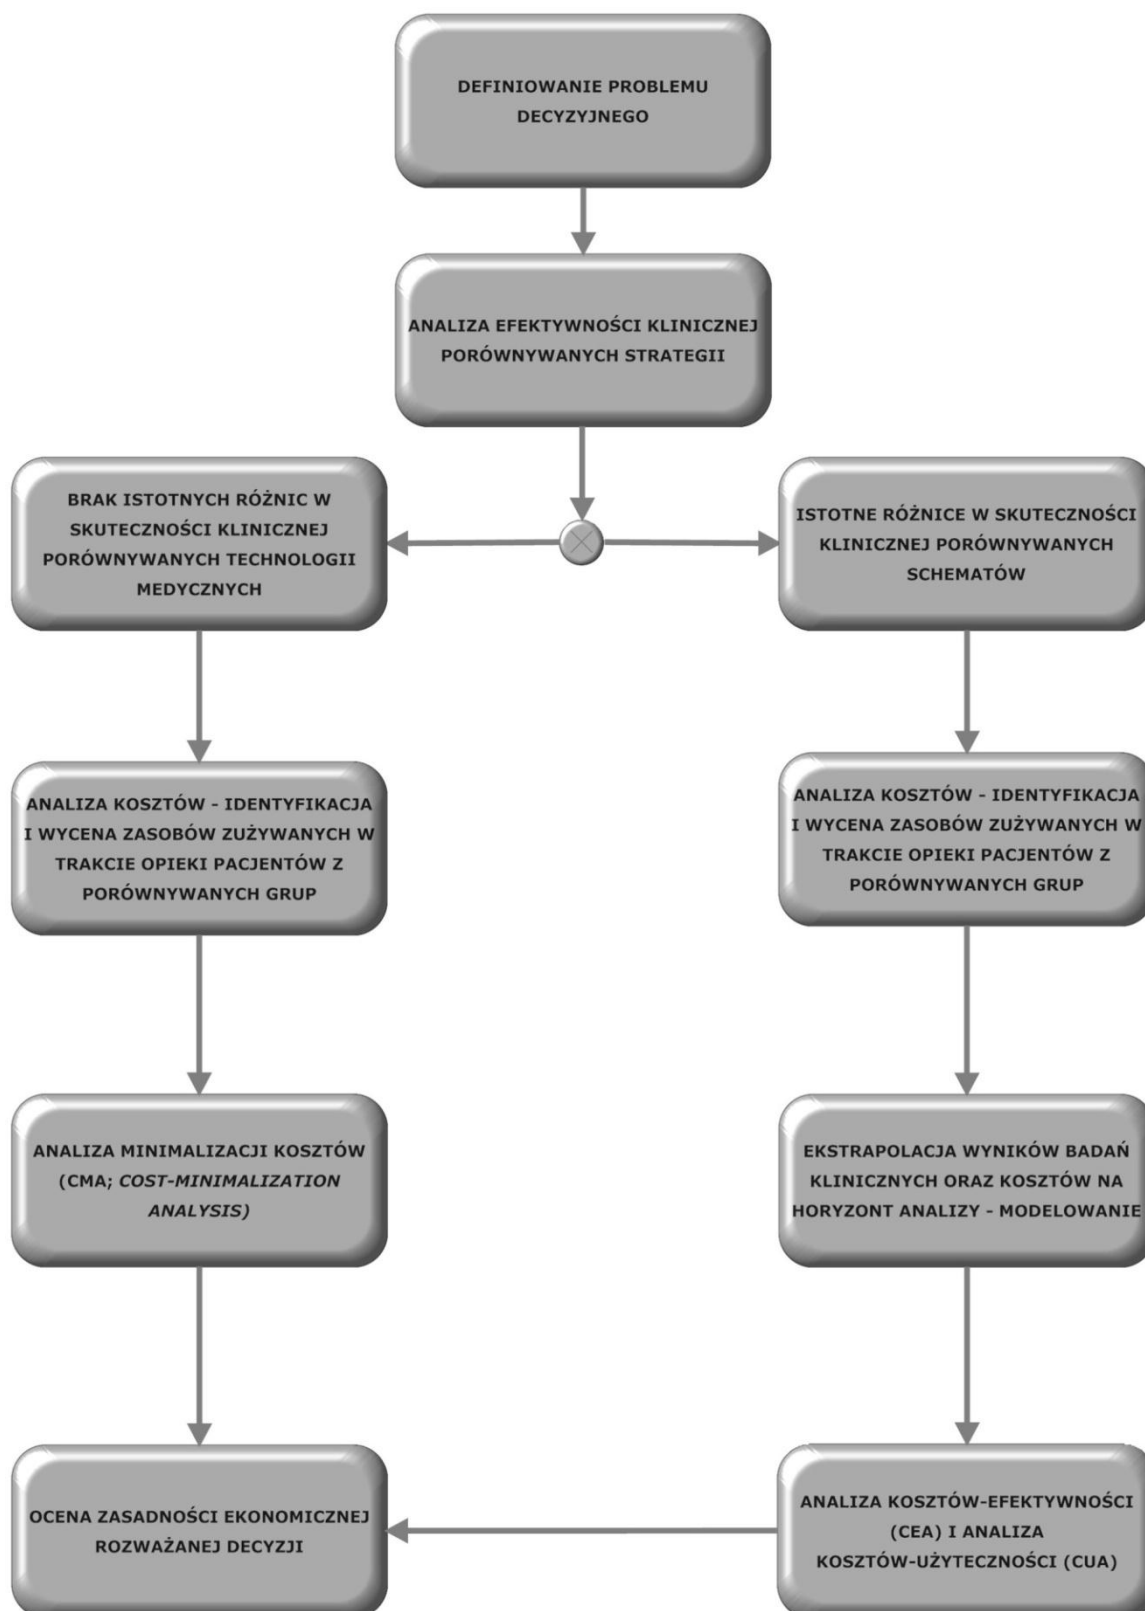 DEFINIOWANIE PROBLEMU
DECYZYJNEGO
ANALIZA EFEKTYWNOŚCI KLINICZNEJ
PORÓWNYWANYCH STRATEGII
BRAK ISTOTNYCH RÓŻNIC W
SKUTECZNOŚCI KLINICZNEJ
PORÓWNYWANYCH TECHNOLOGII
MEDYCZNYCH
ISTOTNE RÓŻNICE W SKUTECZNOŚCI
KLINICZNEJ PORÓWNYWANYCH
SCHEMATÓW
ANALIZA KOSZTÓW - IDENTYFIKACJA
I WYCENA ZASOBÓW ZUŻYWANYCH W
TRAKCIE OPIEKI PACJENTÓW Z
PORÓWNYWANYCH GRUP
ANALIZA KOSZTÓW - IDENTYFIKACJA
I WYCENA ZASOBÓW ZUŻYWANYCH W
TRAKCIE OPIEKI PACJENTÓW Z
PORÓWNYWANYCH GRUP
ANALIZA MINIMALIZACJI KOSZTÓW
(CMA; COST-MINIMALIZATION
ANALYSIS)
EKSTRAPOLACJA WYNIKÓW BADAŃ
KLINICZNYCH ORAZ KOSZTÓW NA
HORYZONT ANALIZY - MODELOWANIE
OCENA ZASADNOŚCI EKONOMICZNEJ
ROZWAŻANEJ DECYZJI
ANALIZA KOSZTÓW-EFEKTYWNOŚCI
(CEA) I ANALIZA
KOSZTÓW-UŻYTECZNOŚCI (CUA)